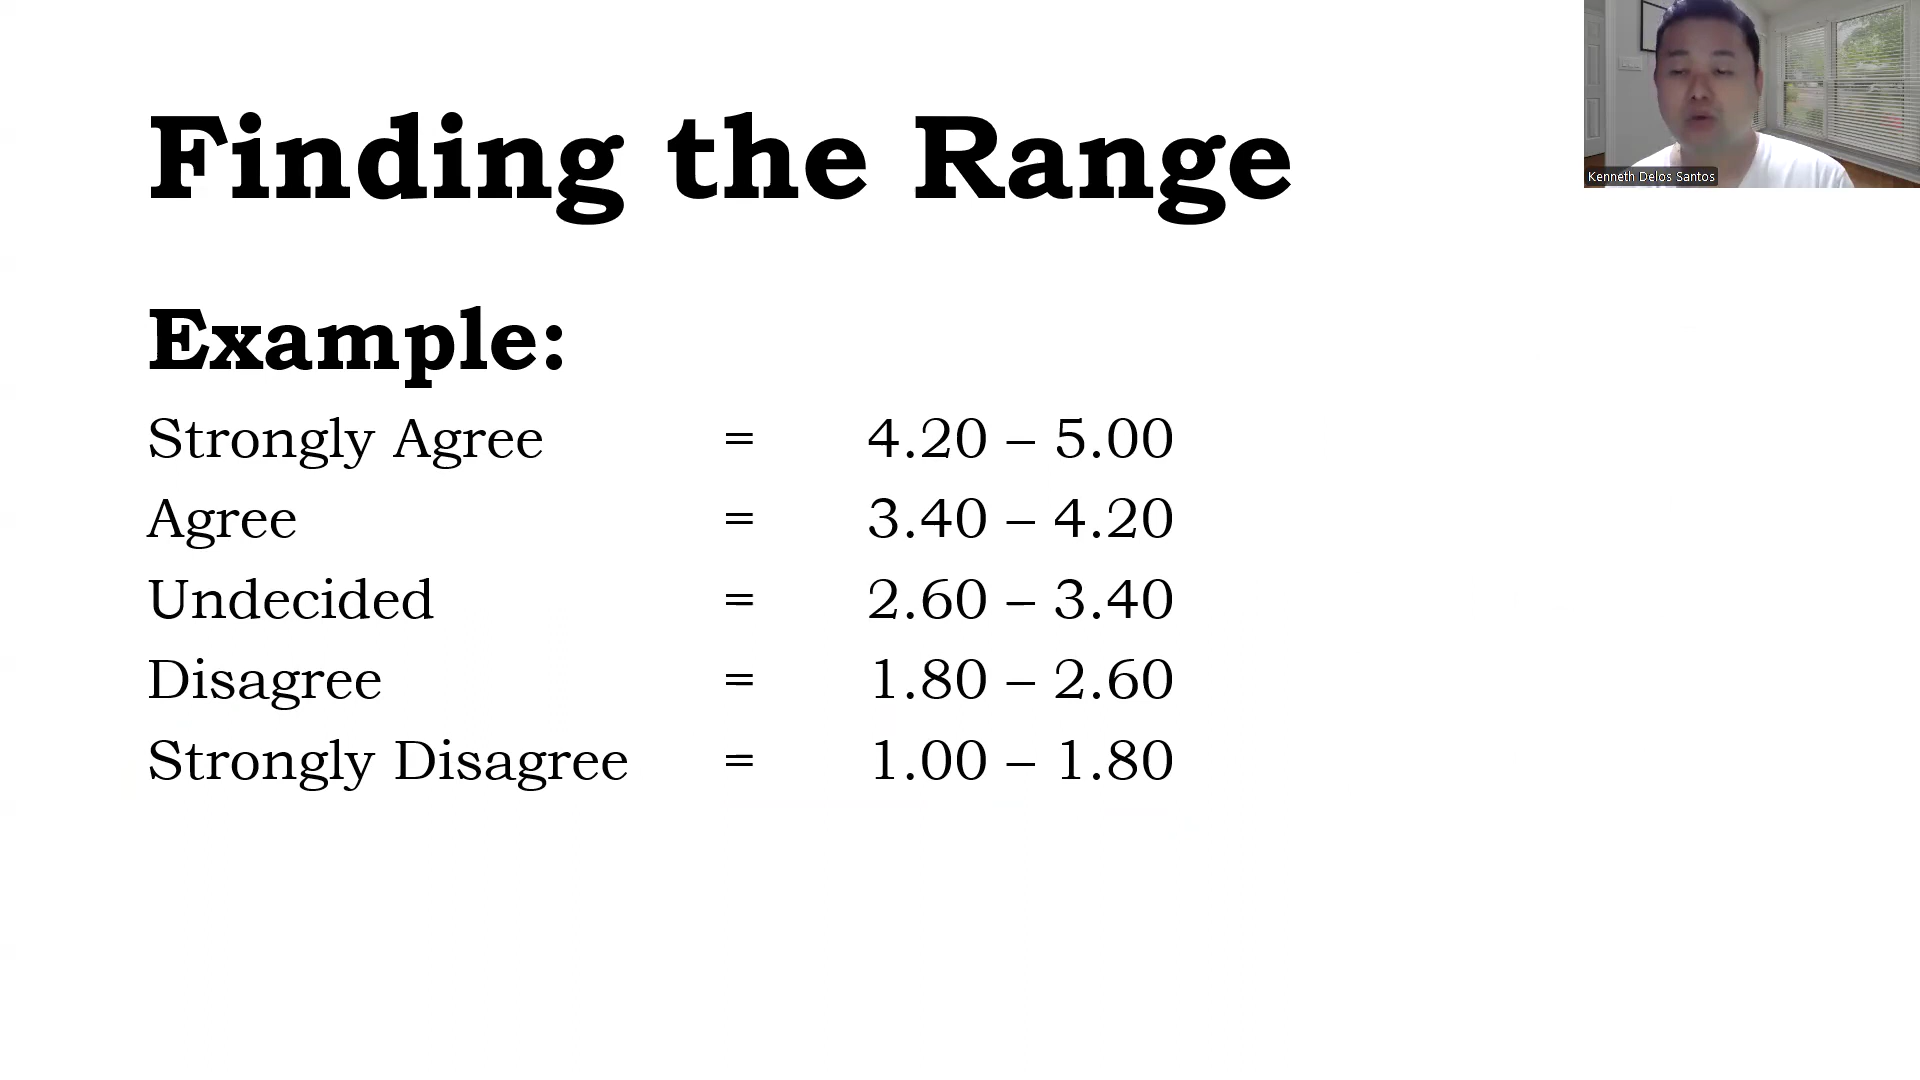 Finding the Range
Kenneth Delos Santos
Example:
Strongly Agree = 4.20 – 5.00
Agree = 3.40 – 4.20
Undecided = 2.60 – 3.40
Disagree = 1.80 – 2.60
Strongly Disagree = 1.00 – 1.80